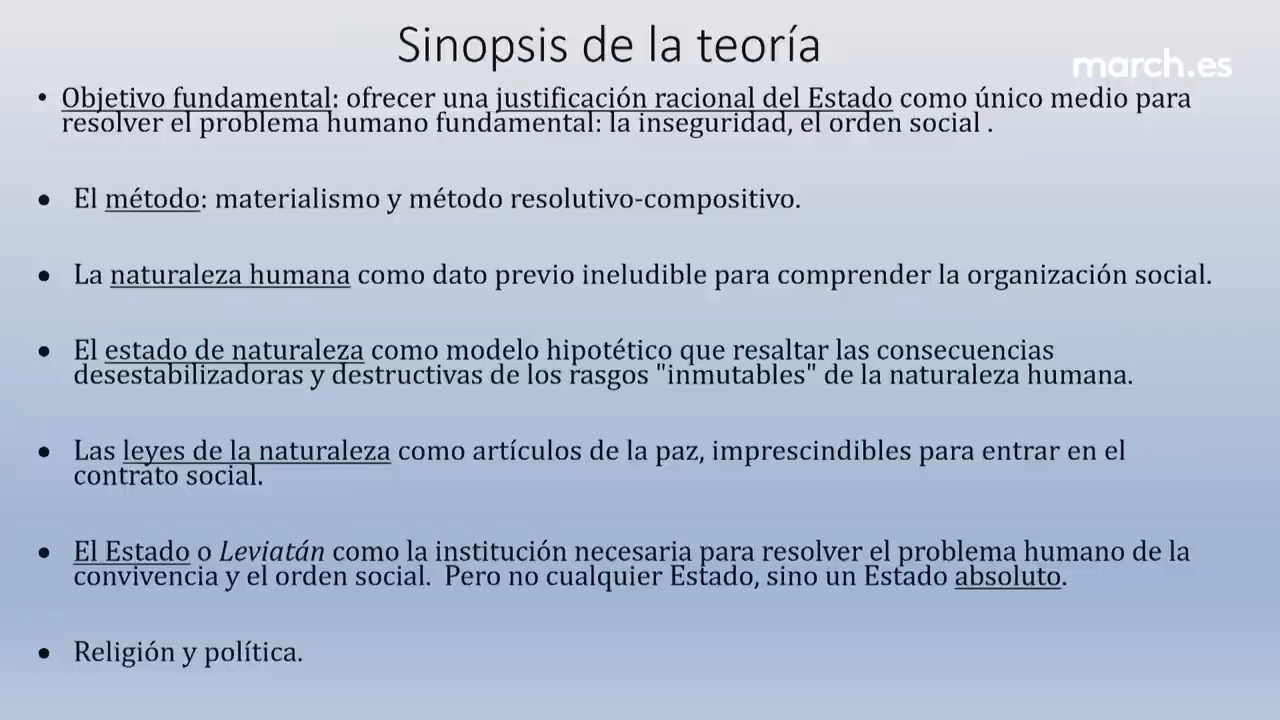 Sinopsis de la teoría
march.es
• Objetivo fundamental: ofrecer una justificación racional del Estado como único medio para
resolver el problema humano fundamental: la inseguridad, el orden social .
• El método: materialismo y método resolutivo-compositivo.
• La naturaleza humana como dato previo ineludible para comprender la organización social.
• El estado de naturaleza como modelo hipotético que resaltar las consecuencias
desestabilizadoras y destructivas de los rasgos "inmutables" de la naturaleza humana.
• Las leyes de la naturaleza como artículos de la paz, imprescindibles para entrar en el
contrato social.
• El Estado o Leviatán como la institución necesaria para resolver el problema humano de la
convivencia y el orden social.  Pero no cualquier Estado, sino un Estado absoluto.
• Religión y política.